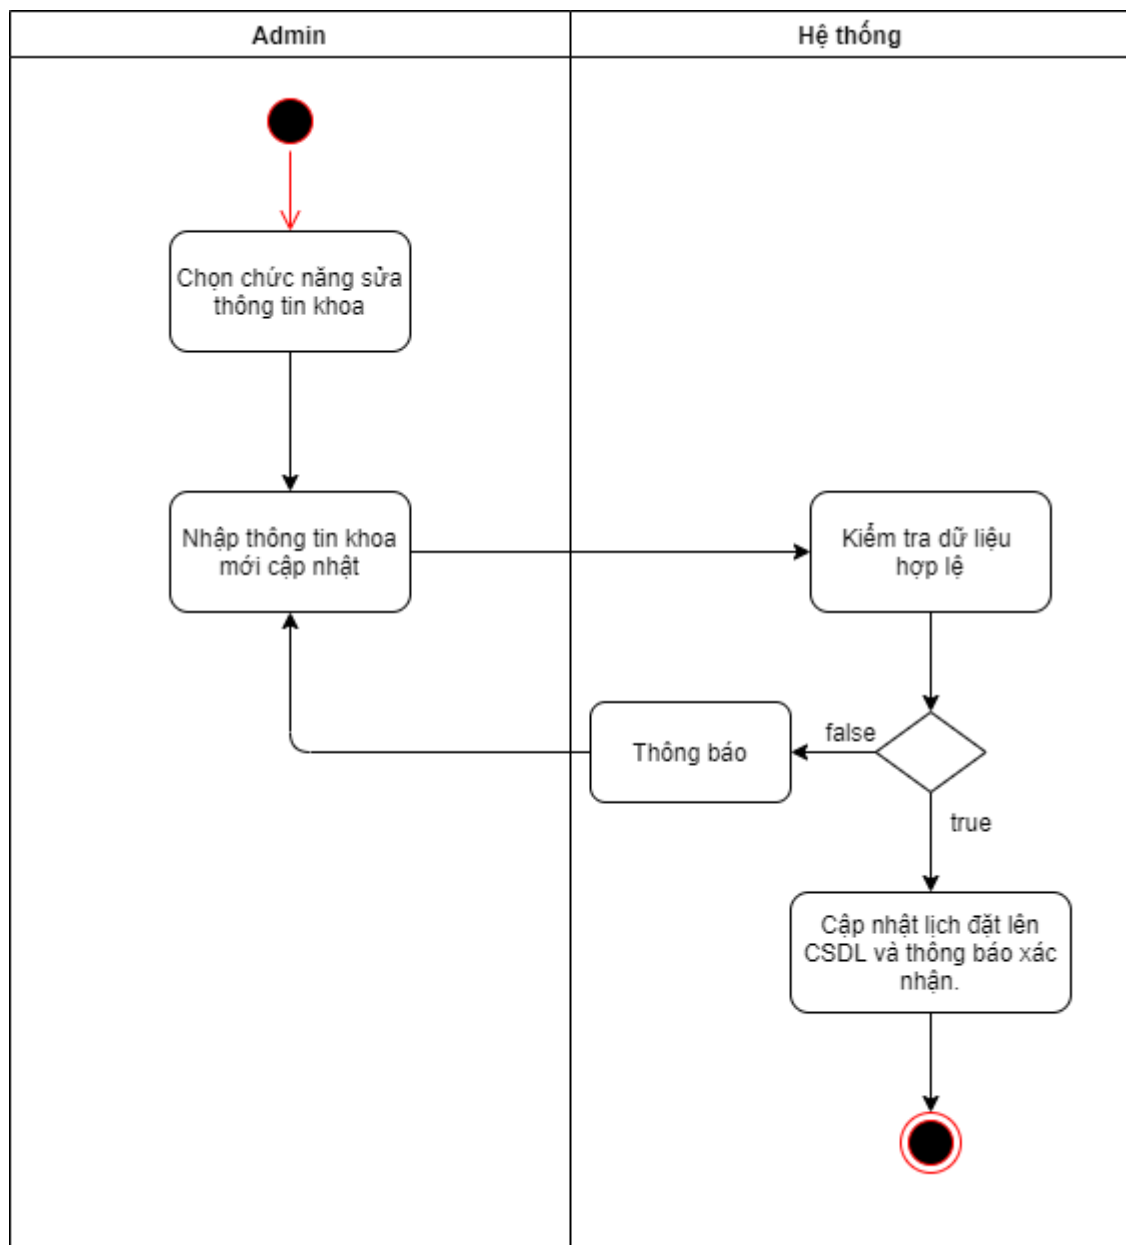 Admin
Hệ thống
Chọn chức năng sửa
thông tin khoa
Nhập thông tin khoa
mới cập nhật
Kiểm tra dữ liệu
hợp lệ
false
Thông báo
true
Cập nhật lịch đặt lên
CSDL và thông báo xác
nhận.